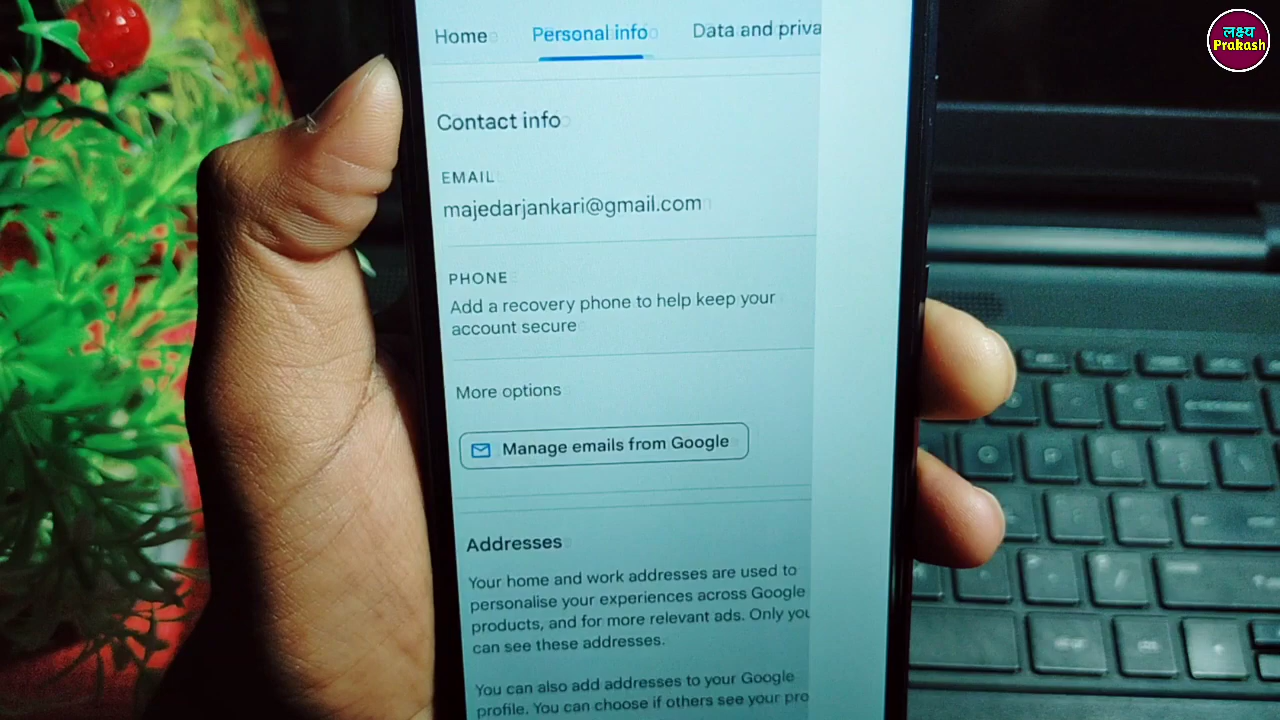 लक्ष्य
Prakash
Home Personal info Data and priva
Contact info
EMAIL
majedarjankari@gmail.com
PHONE
Add a recovery phone to help keep your
account secure
More options
Manage emails from Google
Addresses
Your home and work addresses are used to
personalise your experiences across Google
products, and for more relevant ads. Only you
can see these addresses.
You can also add addresses to your Google
profile. You can choose if others see your pro